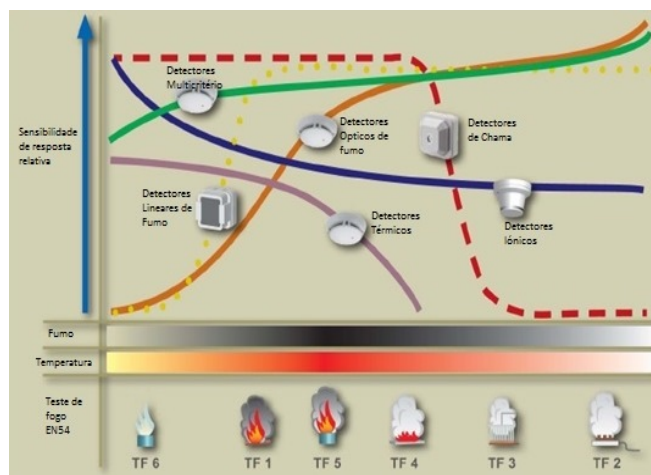 Detectores
Multicritério
Sensibilidade
de resposta
relativa
Detectores
Opticos de
fumo
Detectores
de Chama
Detectores
Lineares de
Fumo
Detectores
Térmicos
Detectores
Iónicos
Fumo
Temperatura
Teste de
fogo
EN54
TF 6
TF 1
TF 5
TF 4
TF 3
TF 2